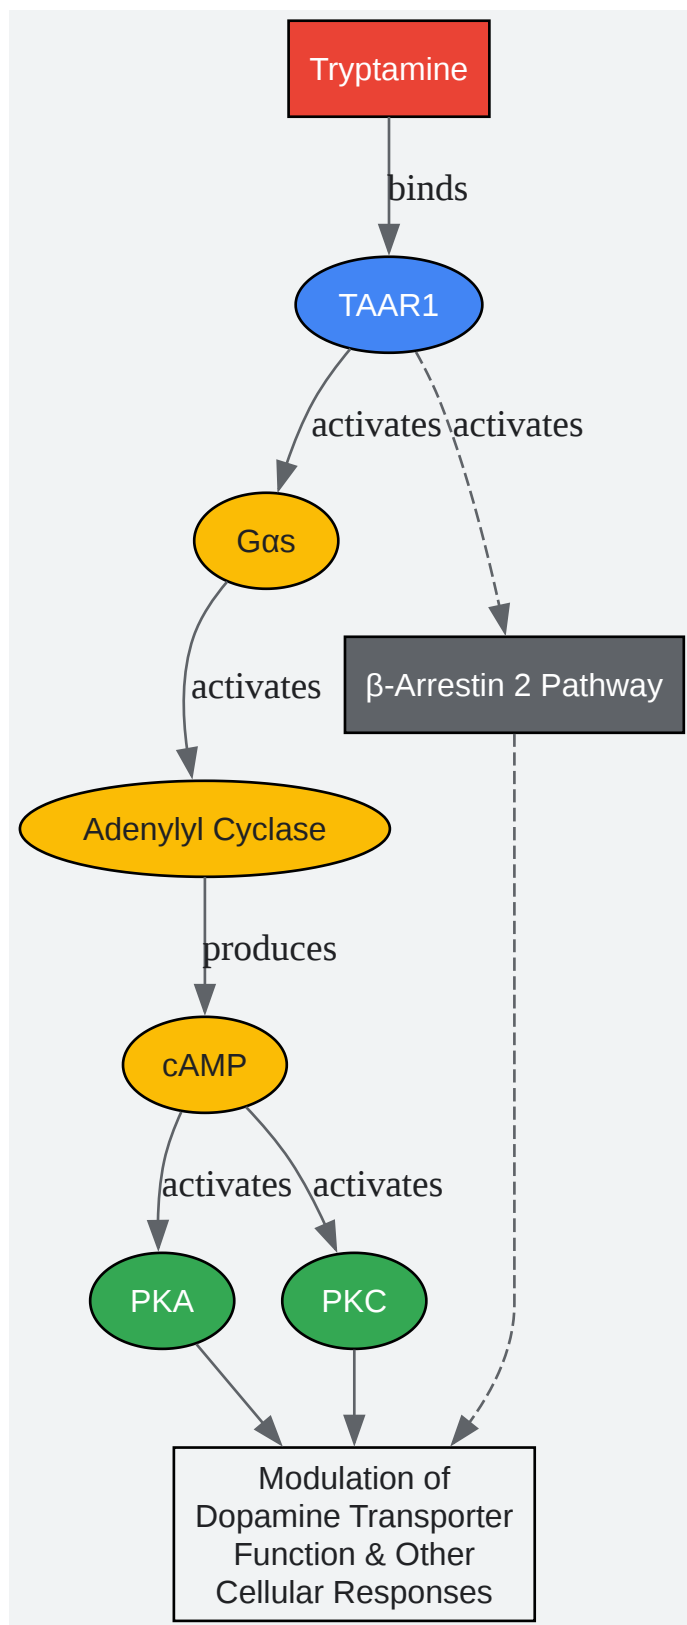 Tryptamine
binds
TAAR1
activates
activates
Gαs
activates
β-Arrestin 2 Pathway
Adenylyl Cyclase
produces
cAMP
activates
activates
PKA
PKC
Modulation of
Dopamine Transporter
Function & Other
Cellular Responses